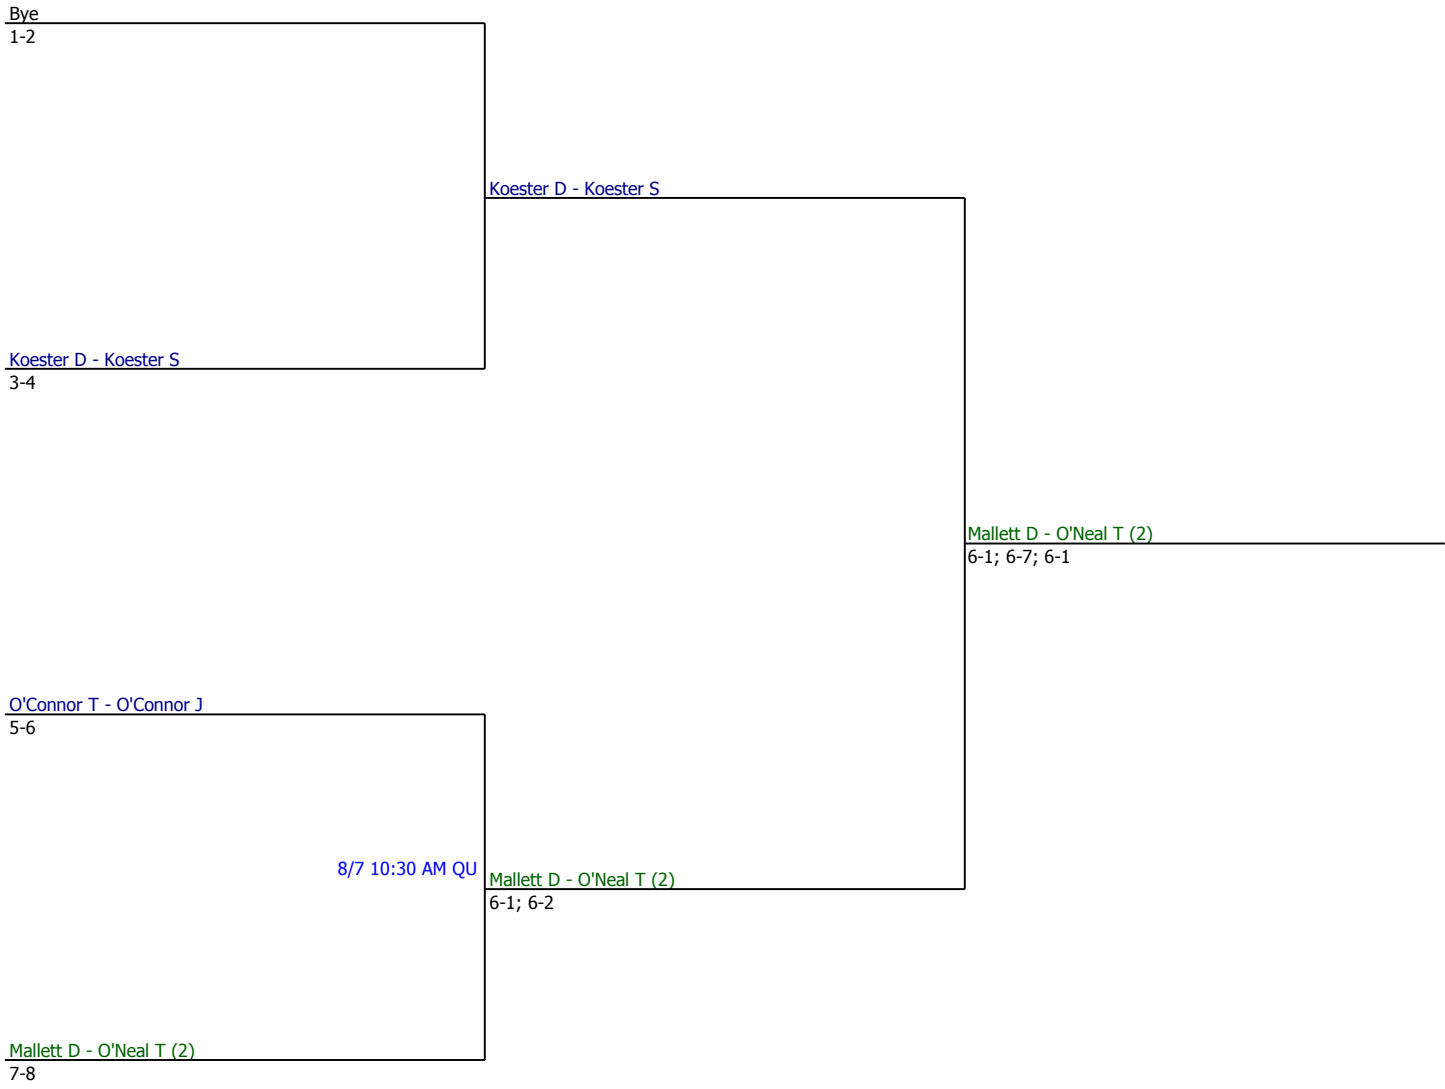 Bye
1-2
Koester D - Koester S
Koester D - Koester S
3-4
Mallett D - O'Neal T (2)
6-1; 6-7; 6-1
O'Connor T - O'Connor J
5-6
8/7 10:30 AM QU
Mallett D - O'Neal T (2)
6-1; 6-2
Mallett D - O'Neal T (2)
7-8